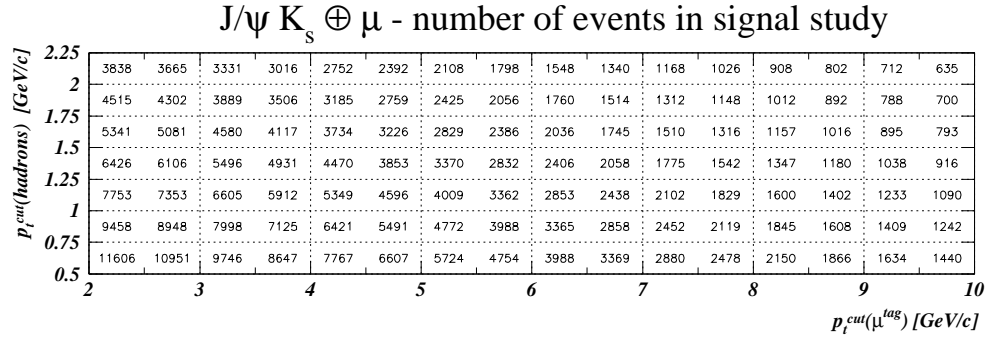 J/ψ K_s ⊕ μ - number of events in signal study
p_t^cut(hadrons) [GeV/c]
2.25
3838 3665 3331 3016 2752 2392 2108 1798 1548 1340 1168 1026 908 802 712 635
2
4515 4302 3889 3506 3185 2759 2425 2056 1760 1514 1312 1148 1012 892 788 700
1.75
5341 5081 4580 4117 3734 3226 2829 2386 2036 1745 1510 1316 1157 1016 895 793
1.5
6426 6106 5496 4931 4470 3853 3370 2832 2406 2058 1775 1542 1347 1180 1038 916
1.25
7753 7353 6605 5912 5349 4596 4009 3362 2853 2438 2102 1829 1600 1402 1233 1090
1
9458 8948 7998 7125 6421 5491 4772 3988 3365 2858 2452 2119 1845 1608 1409 1242
0.75
11606 10951 9746 8647 7767 6607 5724 4754 3988 3369 2880 2478 2150 1866 1634 1440
0.5
2 3 4 5 6 7 8 9 10
p_t^cut(μ^tag) [GeV/c]